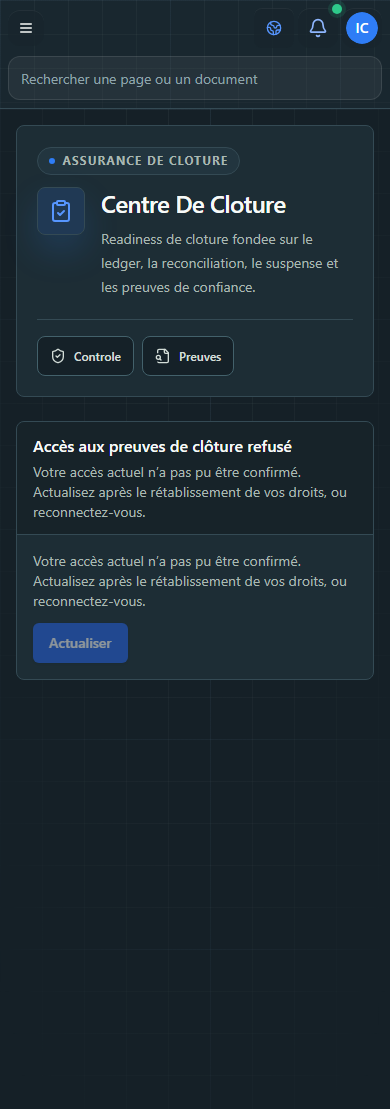 IC
Rechercher une page ou un document
ASSURANCE DE CLOTURE
Centre De Cloture
Readiness de cloture fondee sur le
ledger, la reconciliation, le suspense et
les preuves de confiance.
Controle
Preuves
Accès aux preuves de clôture refusé
Votre accès actuel n’a pas pu être confirmé.
Actualisez après le rétablissement de vos droits, ou
reconnectez-vous.
Votre accès actuel n’a pas pu être confirmé.
Actualisez après le rétablissement de vos droits, ou
reconnectez-vous.
Actualiser